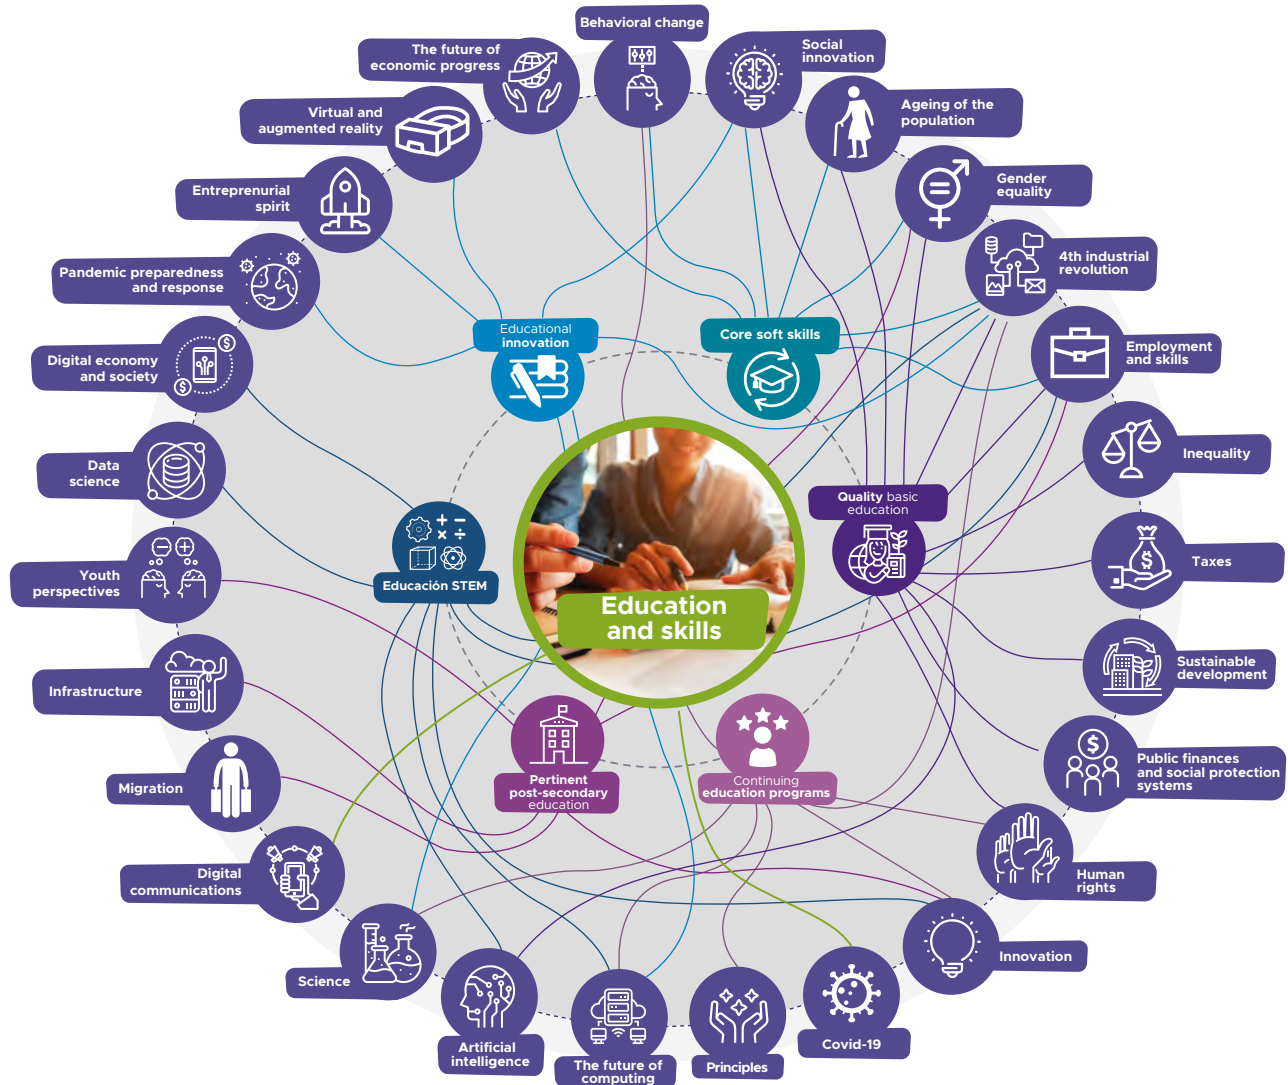 Behavioral change
Social
innovation
Ageing of the
population
Gender
equality
4th industrial
revolution
Employment
and skills
Inequality
Taxes
Sustainable
development
Public finances
and social protection
systems
Human
rights
Innovation
Covid-19
Principles
The future of
computing
Artificial
intelligence
Science
Digital
communications
Migration
Infrastructure
Youth
perspectives
Data
science
Digital economy
and society
Pandemic preparedness
and response
Entreprenurial
spirit
Virtual and
augmented reality
The future of
economic progress
Educational
innovation
Core soft skills
Quality basic
education
Continuing
education programs
Pertinent
post-secondary
education
Educación STEM
Education
and skills